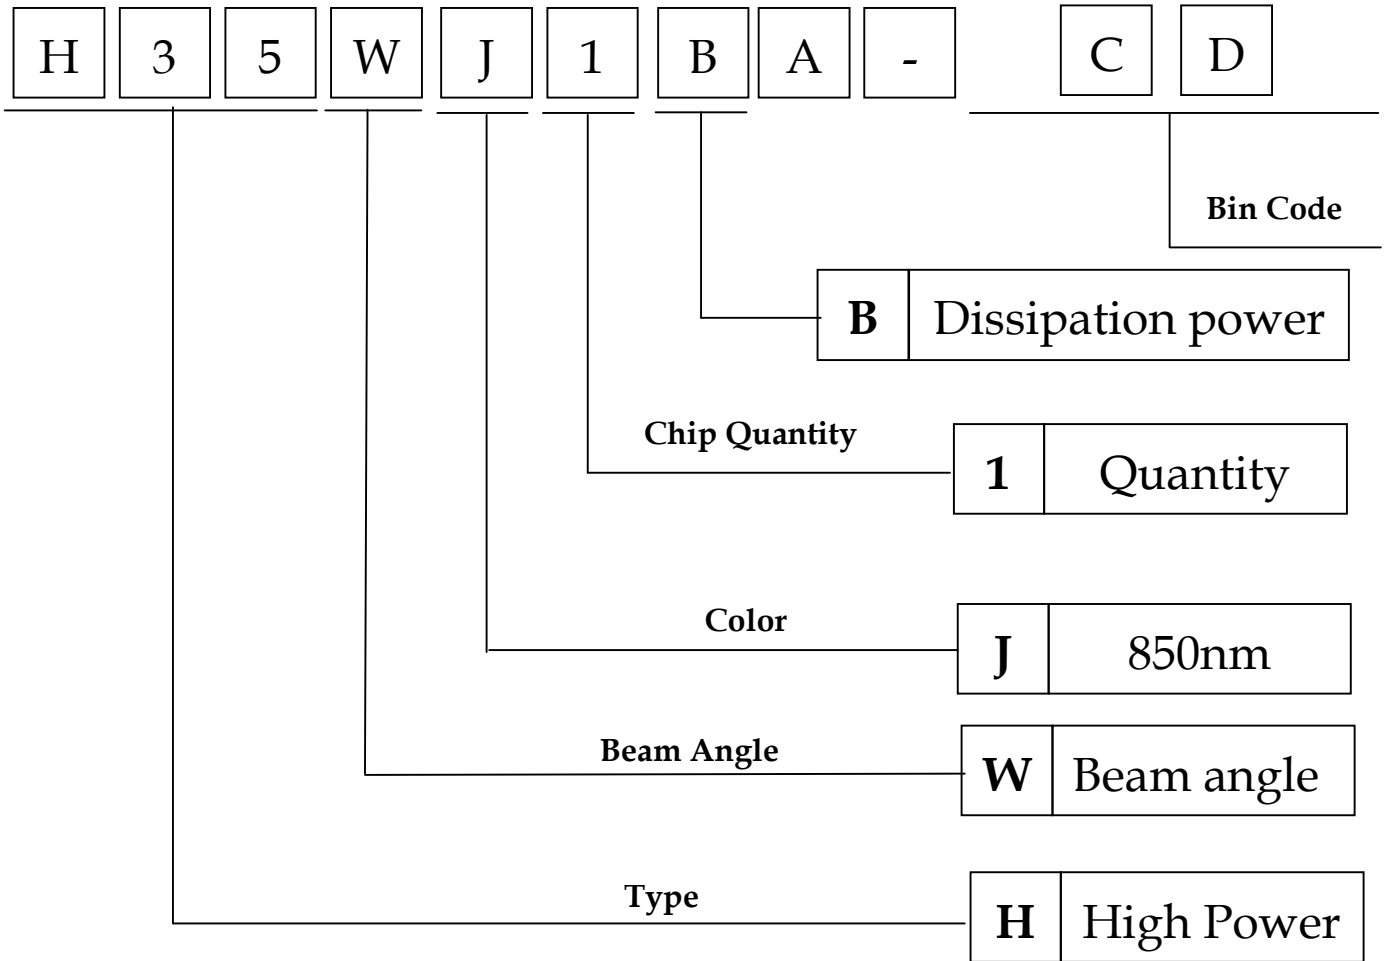 H 3 5 W J 1 B A - C D
Bin Code
B Dissipation power
Chip Quantity
1 Quantity
Color
J 850nm
Beam Angle
W Beam angle
Type
H High Power